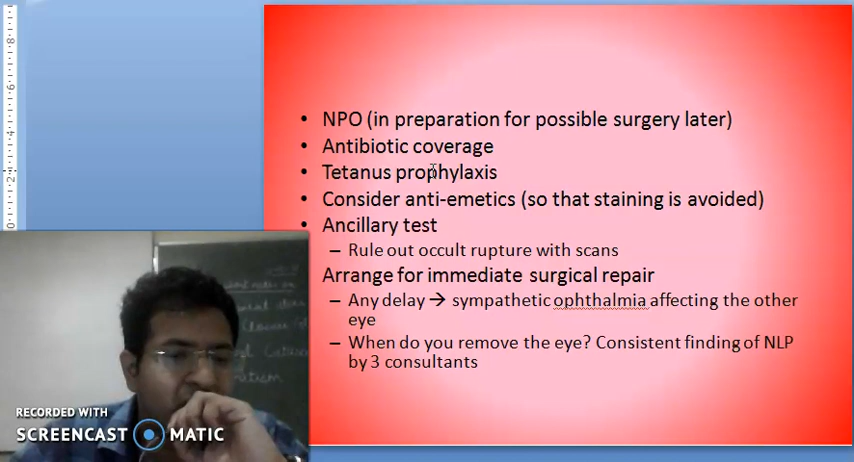 NPO (in preparation for possible surgery later)
Antibiotic coverage
Tetanus prophylaxis
Consider anti-emetics (so that staining is avoided)
Ancillary test
– Rule out occult rupture with scans
Arrange for immediate surgical repair
– Any delay → sympathetic ophthalmia affecting the other
eye
– When do you remove the eye? Consistent finding of NLP
by 3 consultants
RECORDED WITH
SCREENCAST MATIC